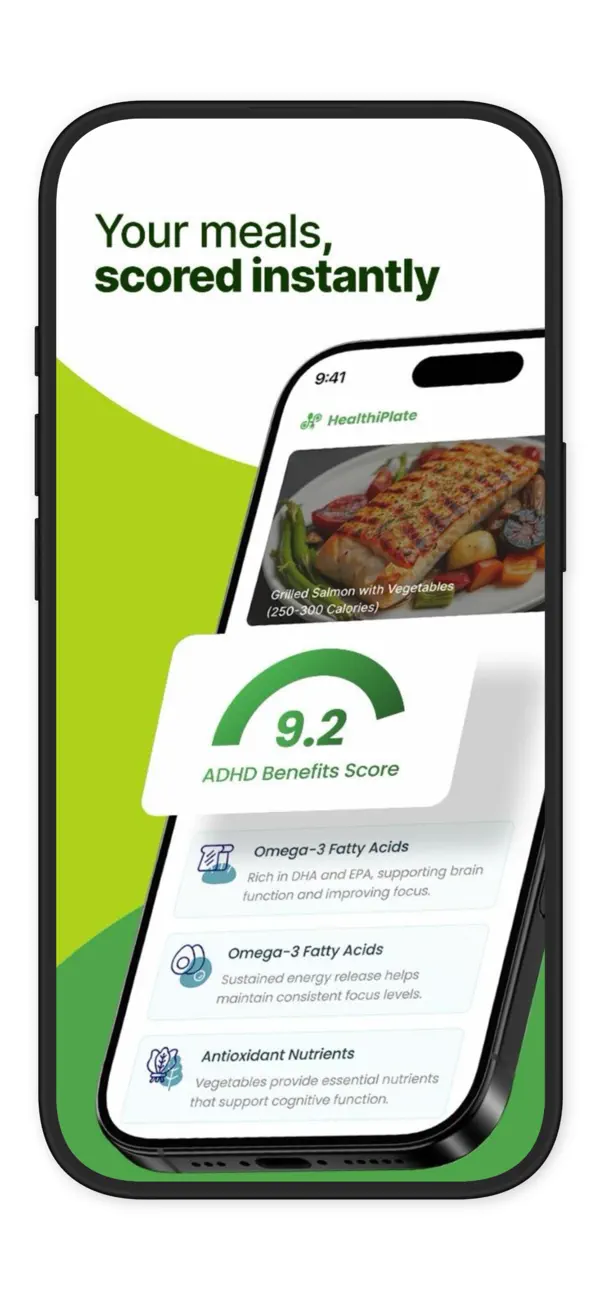 Your meals,
scored instantly
9:41
HealthiPlate
Grilled Salmon with Vegetables
(250-300 Calories)
9.2
ADHD Benefits Score
Omega-3 Fatty Acids
Rich in DHA and EPA, supporting brain
function and improving focus.
Omega-3 Fatty Acids
Sustained energy release helps
maintain consistent focus levels.
Antioxidant Nutrients
Vegetables provide essential nutrients
that support cognitive function.